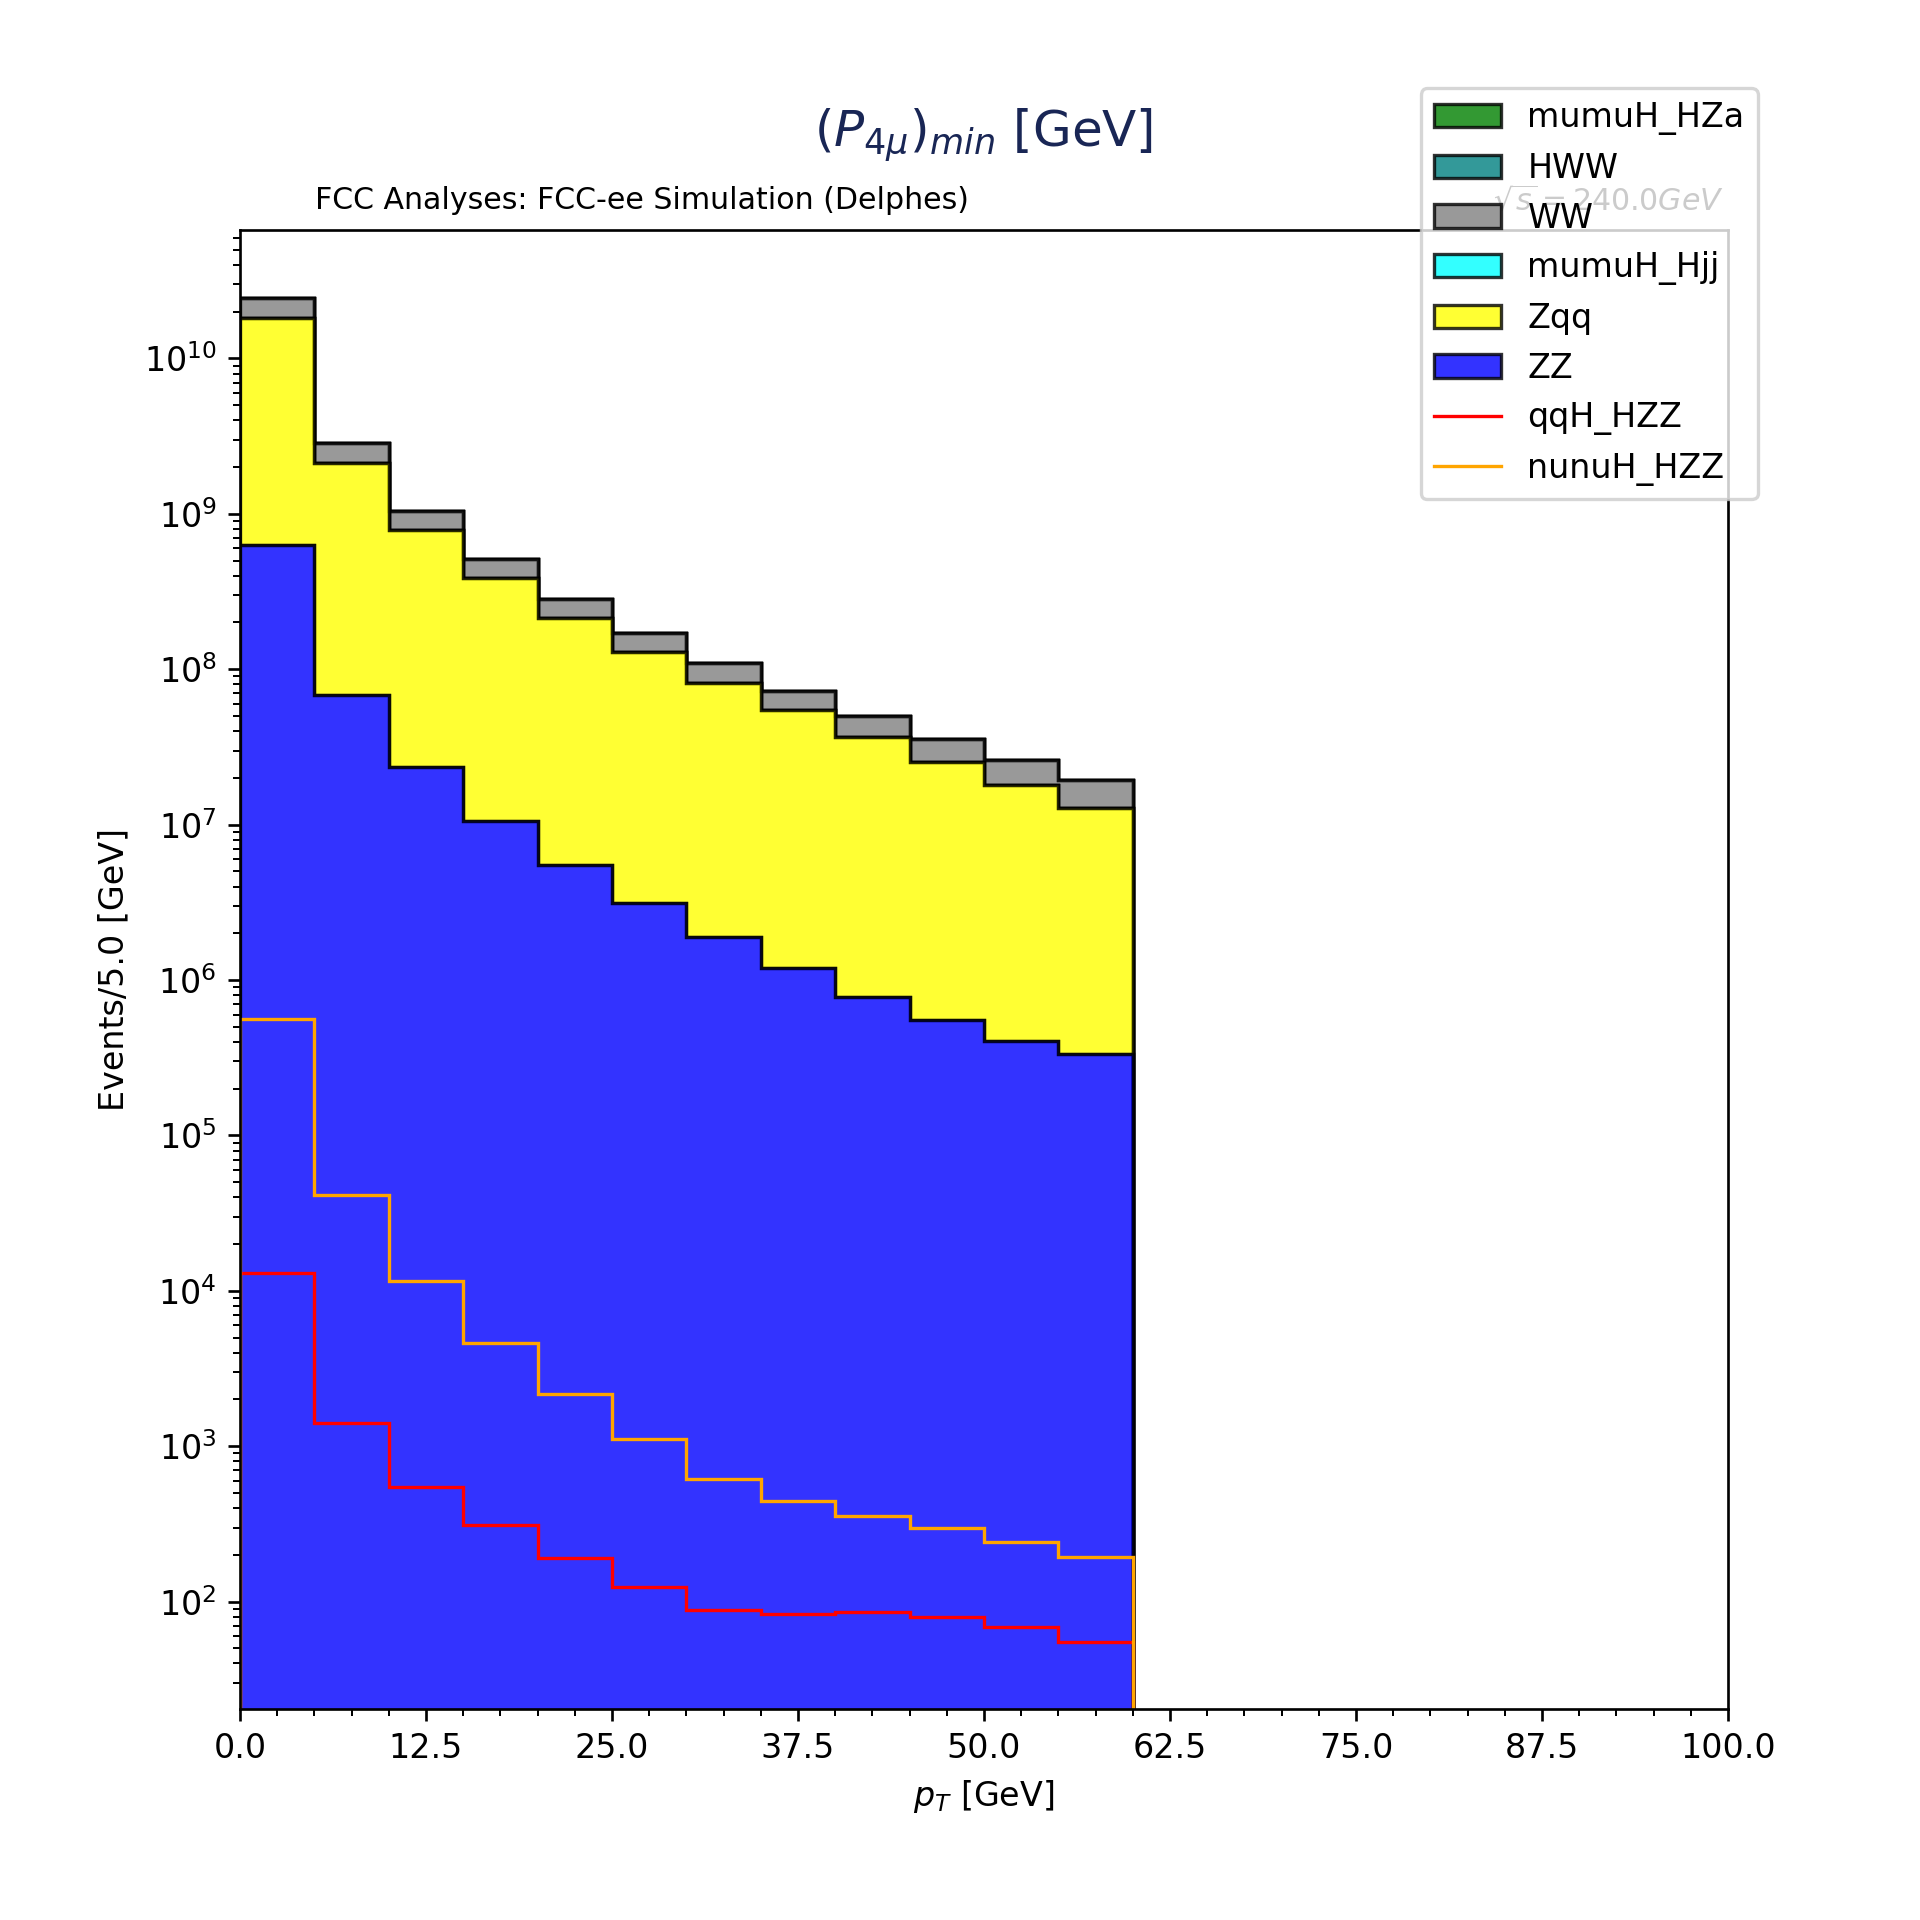 (P4μ)min [GeV]
FCC Analyses: FCC-ee Simulation (Delphes)
√s = 240.0GeV
mumuH_HZa
HWW
WW
mumuH_Hjj
Zqq
ZZ
qqH_HZZ
nunuH_HZZ
Events/5.0 [GeV]
10^10
10^9
10^8
10^7
10^6
10^5
10^4
10^3
10^2
0.0 12.5 25.0 37.5 50.0 62.5 75.0 87.5 100.0
pT [GeV]